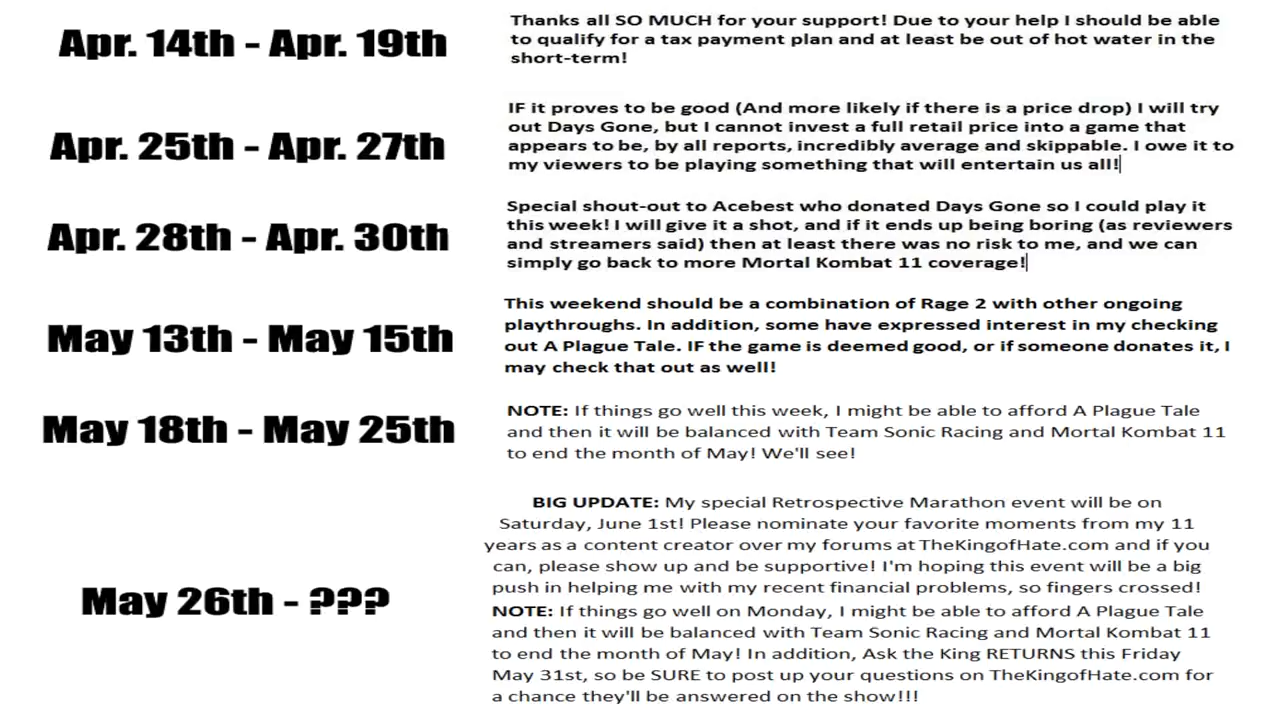 Apr. 14th - Apr. 19th
Thanks all SO MUCH for your support! Due to your help I should be able
to qualify for a tax payment plan and at least be out of hot water in the
short-term!
Apr. 25th - Apr. 27th
IF it proves to be good (And more likely if there is a price drop) I will try
out Days Gone, but I cannot invest a full retail price into a game that
appears to be, by all reports, incredibly average and skippable. I owe it to
my viewers to be playing something that will entertain us all!
Apr. 28th - Apr. 30th
Special shout-out to Acebest who donated Days Gone so I could play it
this week! I will give it a shot, and if it ends up being boring (as reviewers
and streamers said) then at least there was no risk to me, and we can
simply go back to more Mortal Kombat 11 coverage!
May 13th - May 15th
This weekend should be a combination of Rage 2 with other ongoing
playthroughs. In addition, some have expressed interest in my checking
out A Plague Tale. IF the game is deemed good, or if someone donates it, I
may check that out as well!
May 18th - May 25th
NOTE: If things go well this week, I might be able to afford A Plague Tale
and then it will be balanced with Team Sonic Racing and Mortal Kombat 11
to end the month of May! We'll see!
May 26th - ???
BIG UPDATE: My special Retrospective Marathon event will be on
Saturday, June 1st! Please nominate your favorite moments from my 11
years as a content creator over my forums at TheKingofHate.com and if you
can, please show up and be supportive! I'm hoping this event will be a big
push in helping me with my recent financial problems, so fingers crossed!
NOTE: If things go well on Monday, I might be able to afford A Plague Tale
and then it will be balanced with Team Sonic Racing and Mortal Kombat 11
to end the month of May! In addition, Ask the King RETURNS this Friday
May 31st, so be SURE to post up your questions on TheKingofHate.com for
a chance they'll be answered on the show!!!